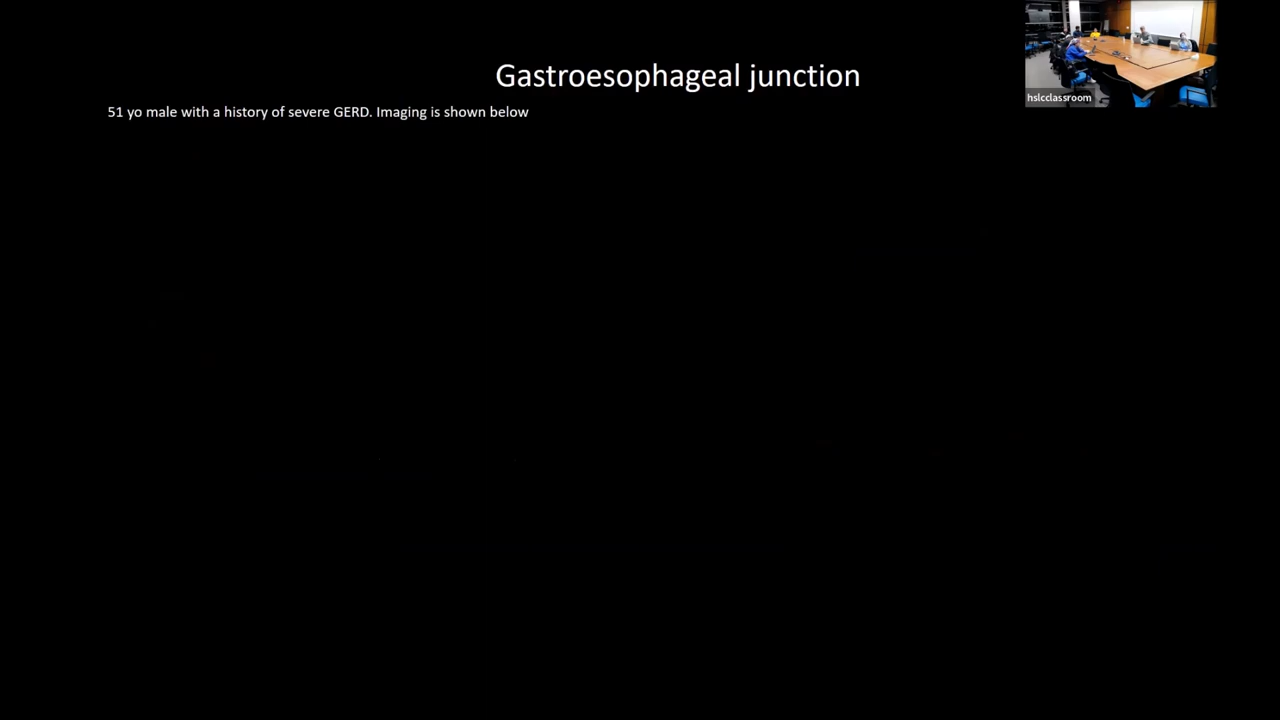 Gastroesophageal junction
51 yo male with a history of severe GERD. Imaging is shown below
hslcclassroom